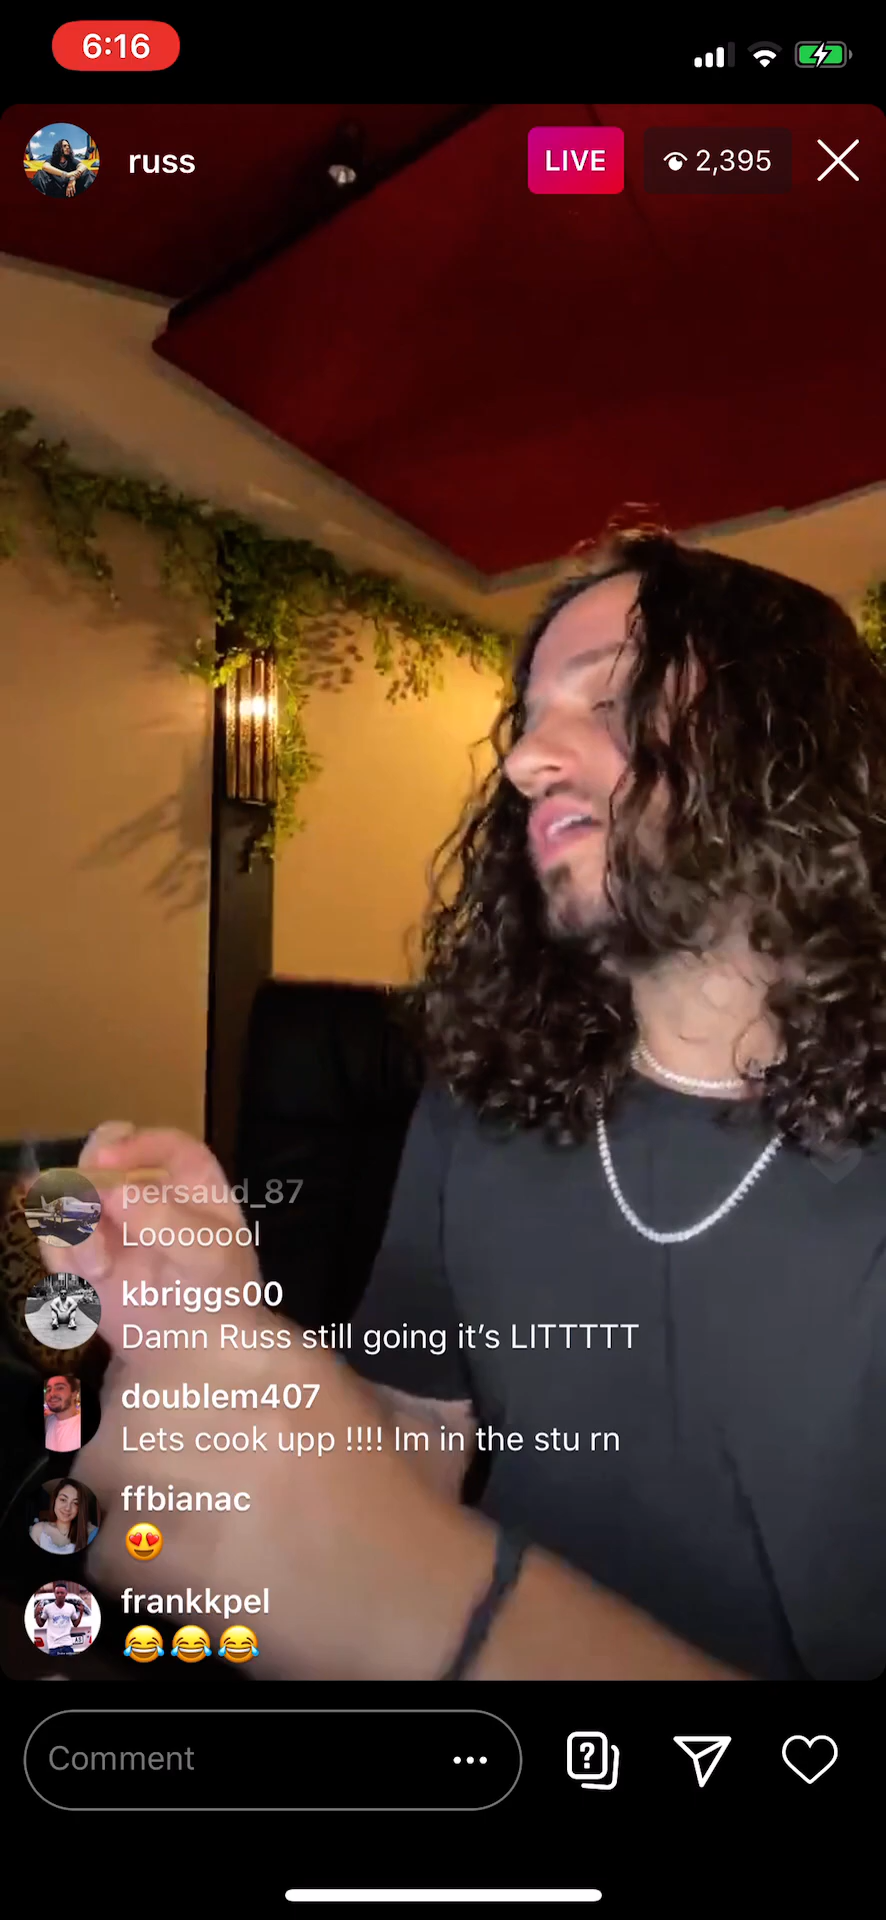 6:16
russ
LIVE
2,395
persaud_87
Looooool
kbriggs00
Damn Russ still going it’s LITTTTT
doublem407
Lets cook upp !!!! Im in the stu rn
ffbianac
😍
frankkpel
😂😂😂
Comment